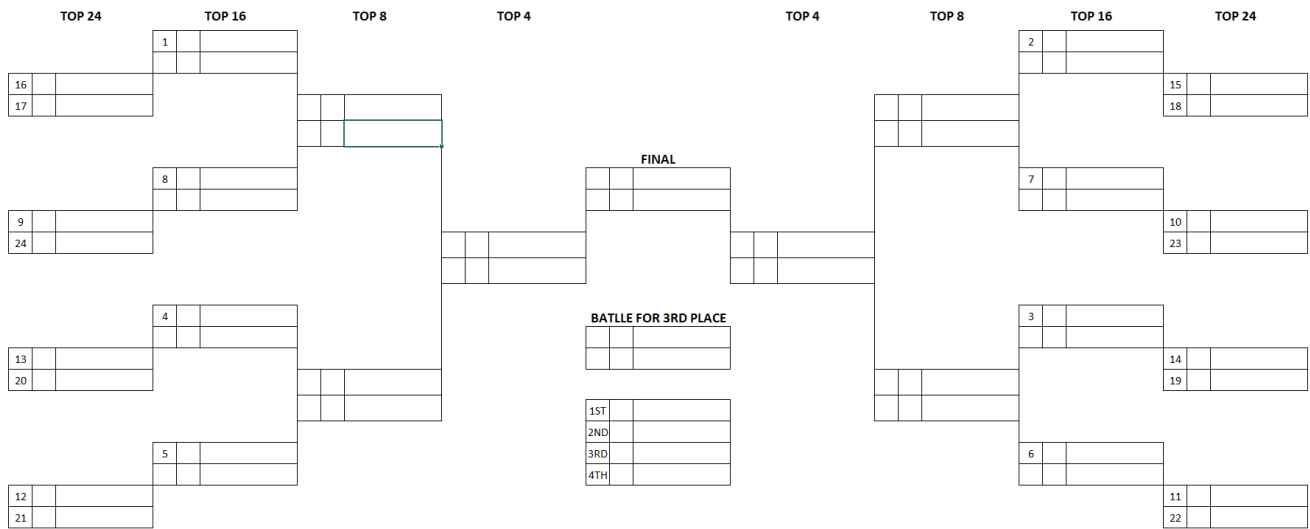 TOP 24 TOP 16 TOP 8 TOP 4 TOP 4 TOP 8 TOP 16 TOP 24
1 2
16 15
17 18
FINAL
8 7
9 10
24 23
4 BATLLE FOR 3RD PLACE 3
13 14
20 19
1ST
2ND
5 3RD 6
4TH
12 11
21 22